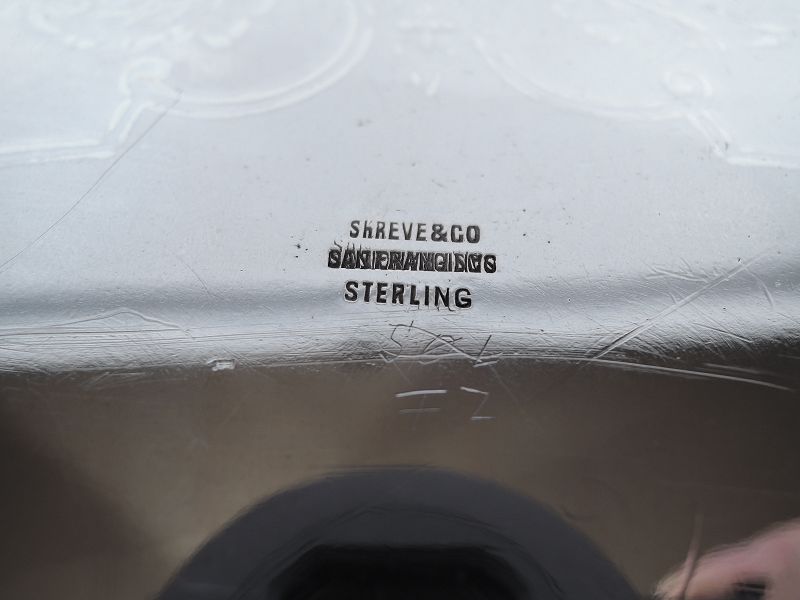 SHREVE & CO
SAN FRANCISCO
STERLING